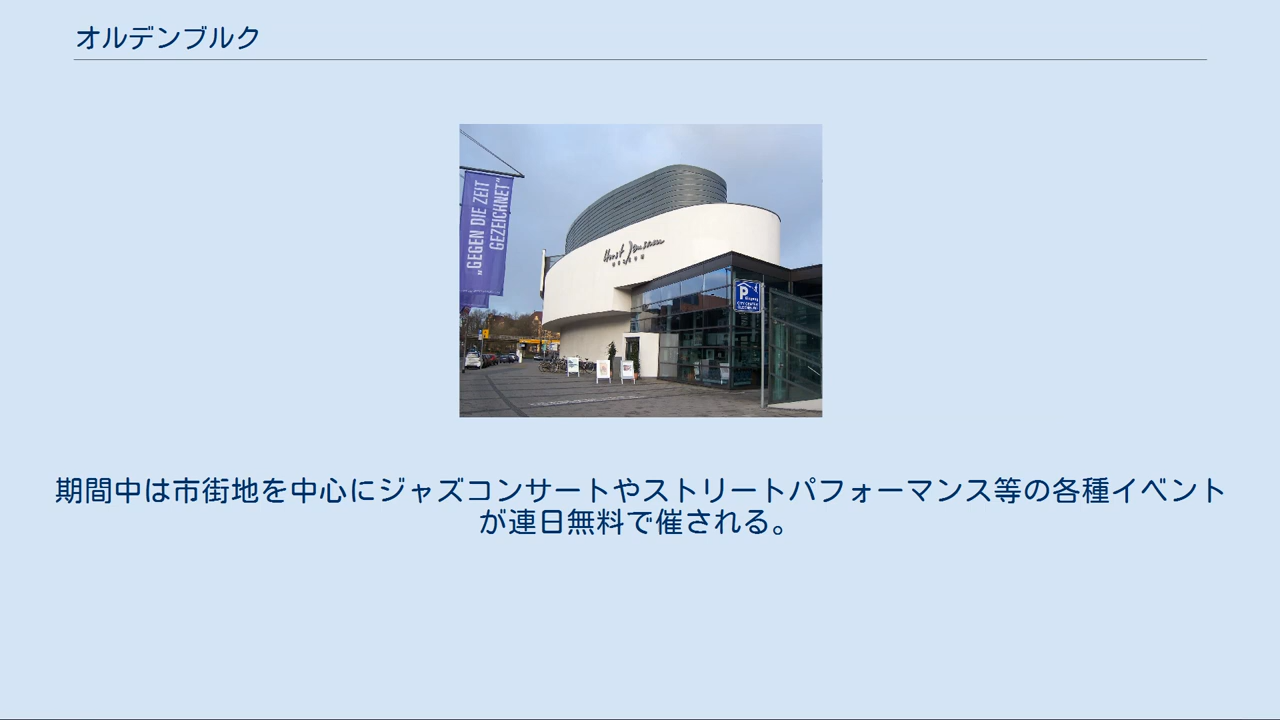 オルデンブルク
„GEGEN DIE ZEIT
GEZEICHNET“
Horst Janssen
MUSEUM
P
期間中は市街地を中心にジャズコンサートやストリートパフォーマンス等の各種イベント
が連日無料で催される。